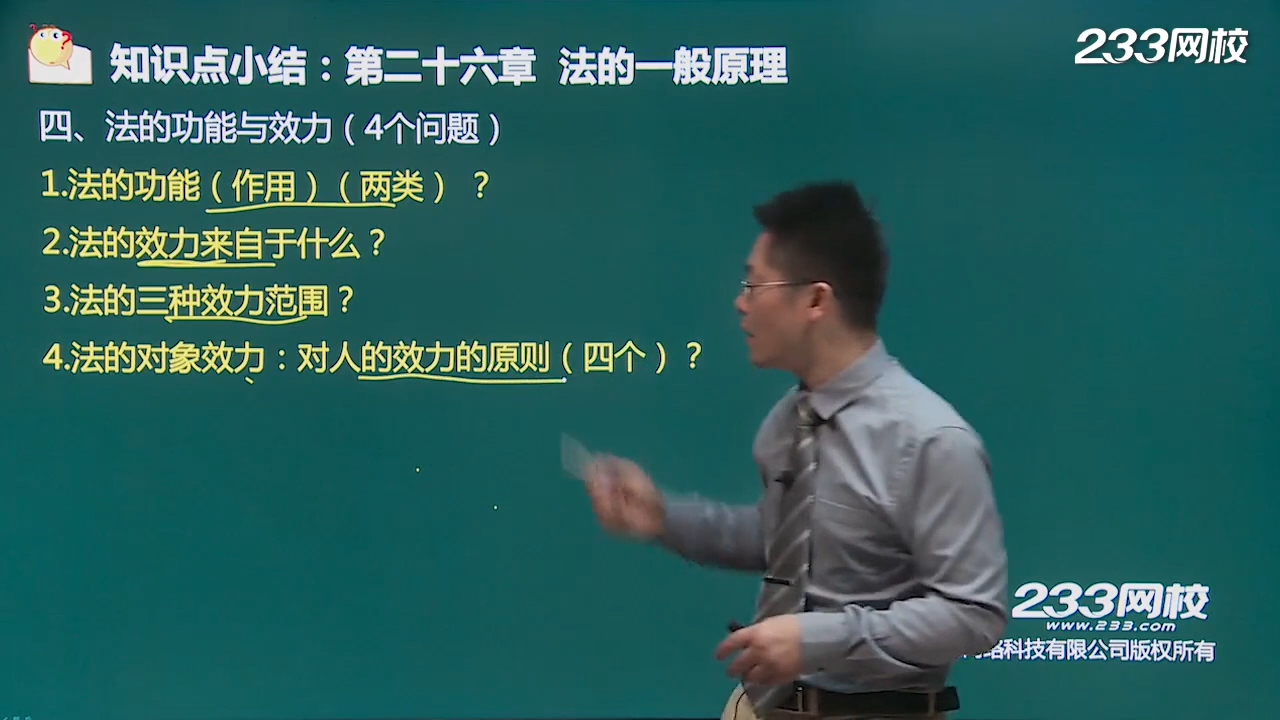 知识点小结：第二十六章 法的一般原理
233网校
四、法的功能与效力（4个问题）
1.法的功能（作用）（两类）？
2.法的效力来自于什么？
3.法的三种效力范围？
4.法的对象效力：对人的效力的原则（四个）？
233网校
www.233.com
网络科技有限公司版权所有